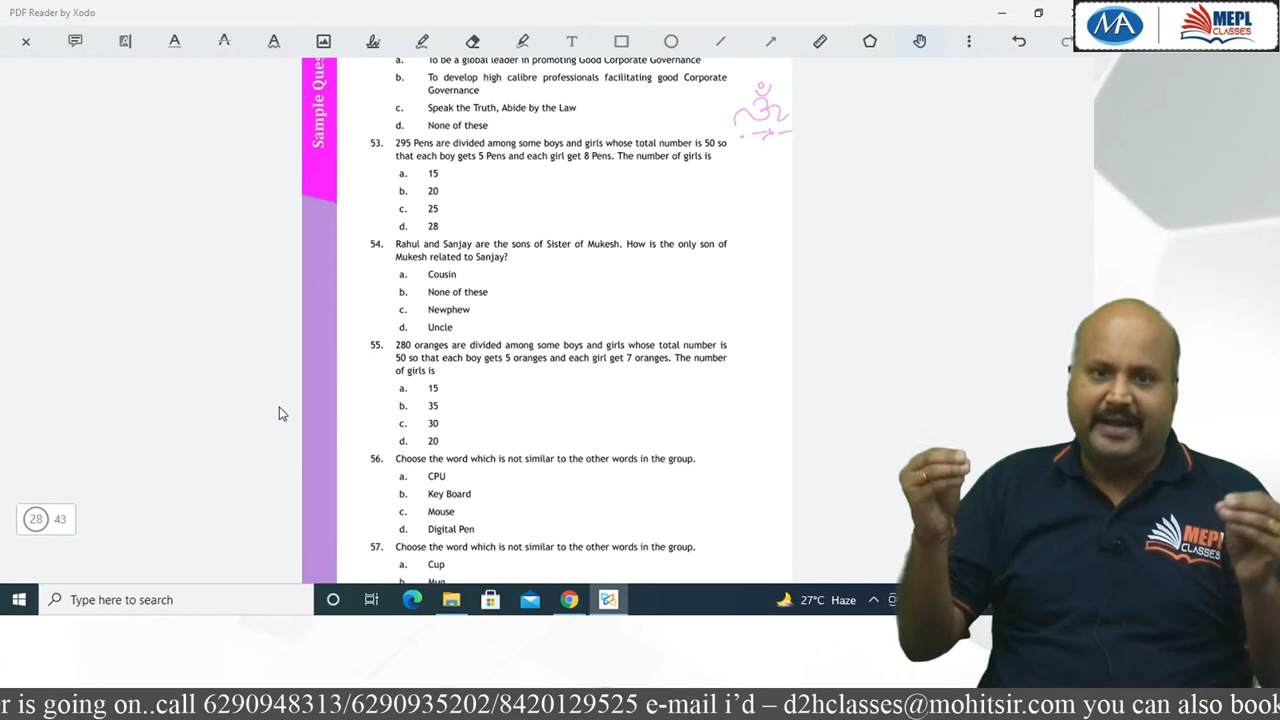 PDF Reader by Xodo
MA
MEPL
CLASSES
T
Sample Ques
a. To be a global leader in promoting Good Corporate Governance
b. To develop high calibre professionals facilitating good Corporate
Governance
c. Speak the Truth, Abide by the Law
d. None of these
53. 295 Pens are divided among some boys and girls whose total number is 50 so
that each boy gets 5 Pens and each girl get 8 Pens. The number of girls is
a. 15
b. 20
c. 25
d. 28
54. Rahul and Sanjay are the sons of Sister of Mukesh. How is the only son of
Mukesh related to Sanjay?
a. Cousin
b. None of these
c. Newphew
d. Uncle
55. 280 oranges are divided among some boys and girls whose total number is
50 so that each boy gets 5 oranges and each girl get 7 oranges. The number
of girls is
a. 15
b. 35
c. 30
d. 20
56. Choose the word which is not similar to the other words in the group.
a. CPU
b. Key Board
c. Mouse
d. Digital Pen
57. Choose the word which is not similar to the other words in the group.
a. Cup
b. Mug
28 43
MEPL
CLASSES
Type here to search
27°C Haze
r is going on..call 6290948313/6290935202/8420129525 e-mail i’d – d2hclasses@mohitsir.com you can also book